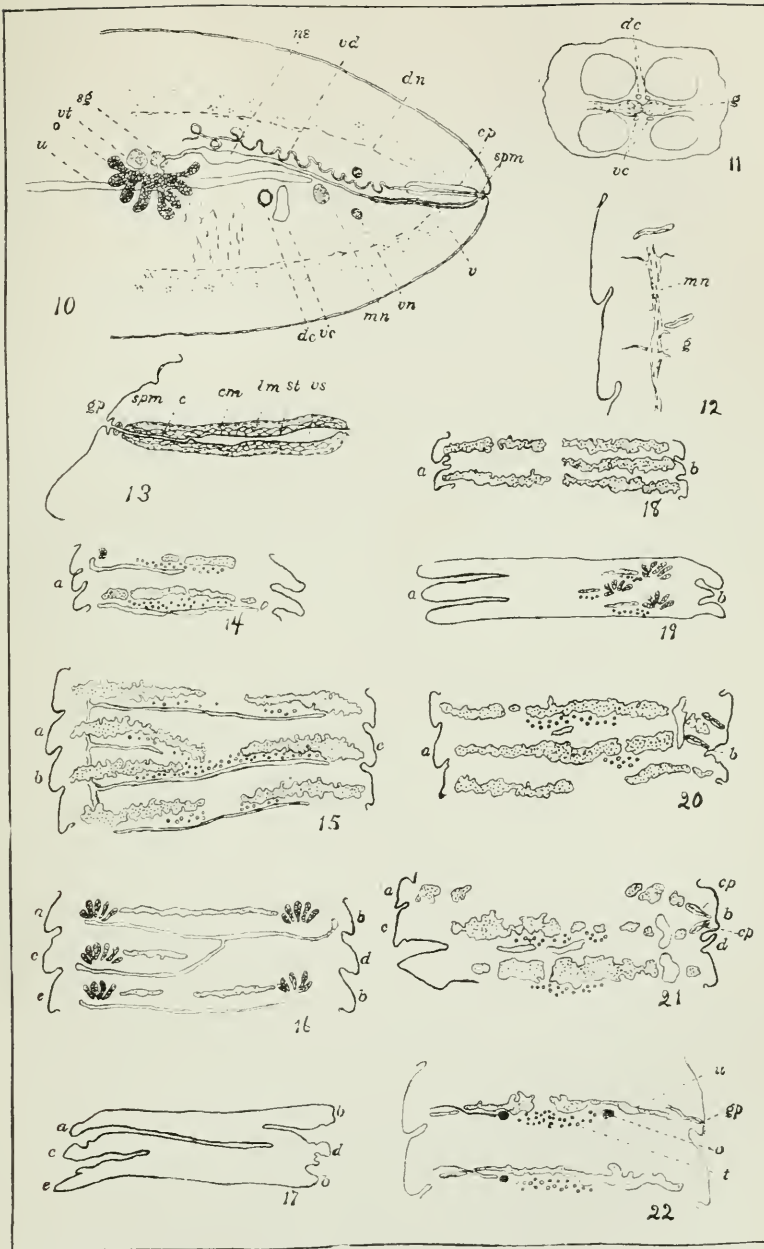 ns vd dn
sg
vt
o
u
cp
spm
v
10
dc vc mn vn
dc
g
vc
11
mn
g
12
gp spm c cm lm st vs
13
a b
18
a
14
a b
19
a
b
c
15
a b
20
a b
c d
e b
16
a cp
b
c cp
d
21
a b
c d
e b
17
u
gp
o
t
22